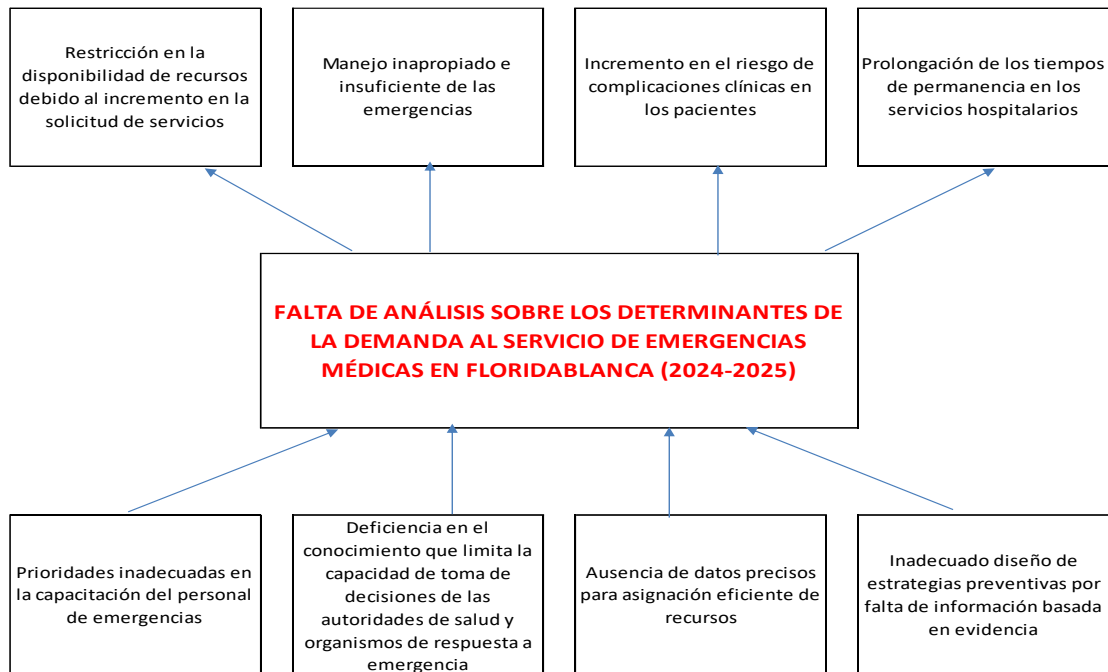 Restricción en la
disponibilidad de recursos
debido al incremento en la
solicitud de servicios
Manejo inapropiado e
insuficiente de las
emergencias
Incremento en el riesgo de
complicaciones clínicas en
los pacientes
Prolongación de los tiempos
de permanencia en los
servicios hospitalarios
FALTA DE ANÁLISIS SOBRE LOS DETERMINANTES DE
LA DEMANDA AL SERVICIO DE EMERGENCIAS
MÉDICAS EN FLORIDABLANCA (2024-2025)
Prioridades inadecuadas en
la capacitación del personal
de emergencias
Deficiencia en el
conocimiento que limita la
capacidad de toma de
decisiones de las
autoridades de salud y
organismos de respuesta a
emergencia
Ausencia de datos precisos
para asignación eficiente de
recursos
Inadecuado diseño de
estrategias preventivas por
falta de información basada
en evidencia